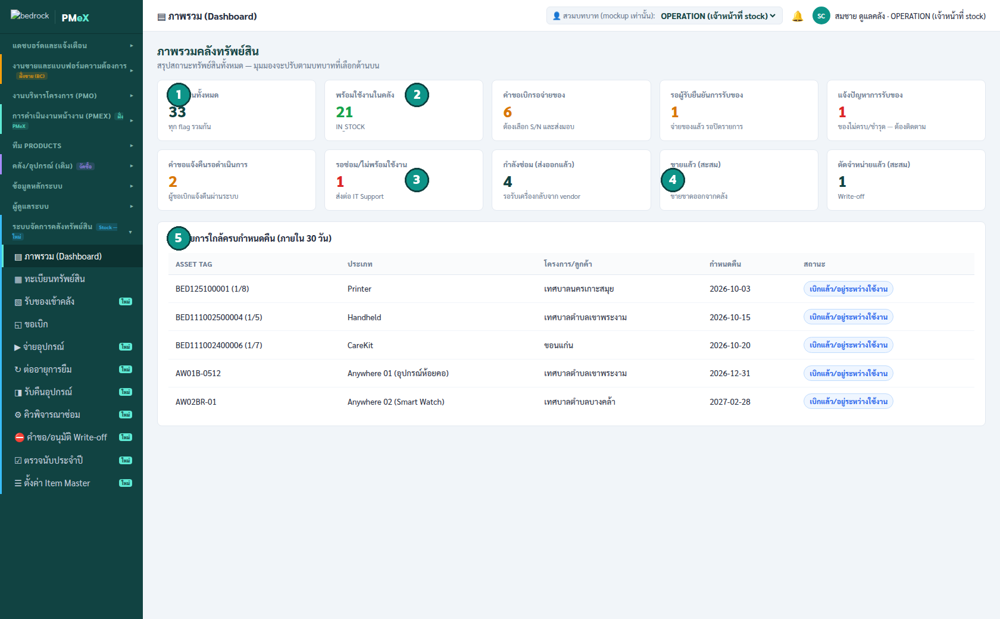 bedrock PMeX
แดชบอร์ดและแจ้งเตือน
งานขายและแบบฟอร์มความต้องการ
ฝั่งขาย (BC)
งานบริหารโครงการ (PMO)
การดำเนินงานหน้างาน (PMEX) ฝั่ง
PMeX
ทีม PRODUCTS
คลัง/อุปกรณ์ (เดิม) จัดซื้อ
ข้อมูลหลักระบบ
ผู้ดูแลระบบ
ระบบจัดการคลังทรัพย์สิน Stock —
ใหม่
ภาพรวม (Dashboard)
ทะเบียนทรัพย์สิน
รับของเข้าคลัง ใหม่
ขอเบิก
จ่ายอุปกรณ์ ใหม่
ต่ออายุการยืม ใหม่
รับคืนอุปกรณ์ ใหม่
คิวพิจารณาซ่อม ใหม่
คำขอ/อนุมัติ Write-off ใหม่
ตรวจนับประจำปี ใหม่
ตั้งค่า Item Master ใหม่
ภาพรวม (Dashboard)
สวมบทบาท (mockup เท่านั้น): OPERATION (เจ้าหน้าที่ stock)
SC สมชาย ดูแลคลัง · OPERATION (เจ้าหน้าที่ stock)
ภาพรวมคลังทรัพย์สิน
สรุปสถานะทรัพย์สินทั้งหมด — มุมมองจะปรับตามบทบาทที่เลือกด้านบน
1 นทั้งหมด
33
ทุก flag รวมกัน
พร้อมใช้งานในคลัง 2
21
IN_STOCK
คำขอเบิกรอจ่ายของ
6
ต้องเลือก S/N และส่งมอบ
รอผู้รับยืนยันการรับของ
1
จ่ายของแล้ว รอปิดรายการ
แจ้งปัญหาการรับของ
1
ของไม่ครบ/ชำรุด — ต้องติดตาม
คำขอแจ้งคืนรอดำเนินการ
2
ผู้ขอเบิกแจ้งคืนผ่านระบบ
รอซ่อม/ไม่พร้อมใช้งาน
1 3
ส่งต่อ IT Support
กำลังซ่อม (ส่งออกแล้ว)
4
รอรับเครื่องกลับจาก vendor
ขายแล้ว (สะสม)
4
ขายขาดออกจากคลัง
ตัดจำหน่ายแล้ว (สะสม)
1
Write-off
5 ยการใกล้ครบกำหนดคืน (ภายใน 30 วัน)
ASSET TAG ประเภท โครงการ/ลูกค้า กำหนดคืน สถานะ
BED125100001 (1/8) Printer เทศบาลนครเกาะสมุย 2026-10-03 เบิกแล้ว/อยู่ระหว่างใช้งาน
BED111002500004 (1/5) Handheld เทศบาลตำบลเขาพระงาม 2026-10-15 เบิกแล้ว/อยู่ระหว่างใช้งาน
BED111002400006 (1/7) CareKit ขอนแก่น 2026-10-20 เบิกแล้ว/อยู่ระหว่างใช้งาน
AW01B-0512 Anywhere 01 (อุปกรณ์ห้อยคอ) เทศบาลตำบลเขาพระงาม 2026-12-31 เบิกแล้ว/อยู่ระหว่างใช้งาน
AW02BR-01 Anywhere 02 (Smart Watch) เทศบาลตำบลบางคล้า 2027-02-28 เบิกแล้ว/อยู่ระหว่างใช้งาน